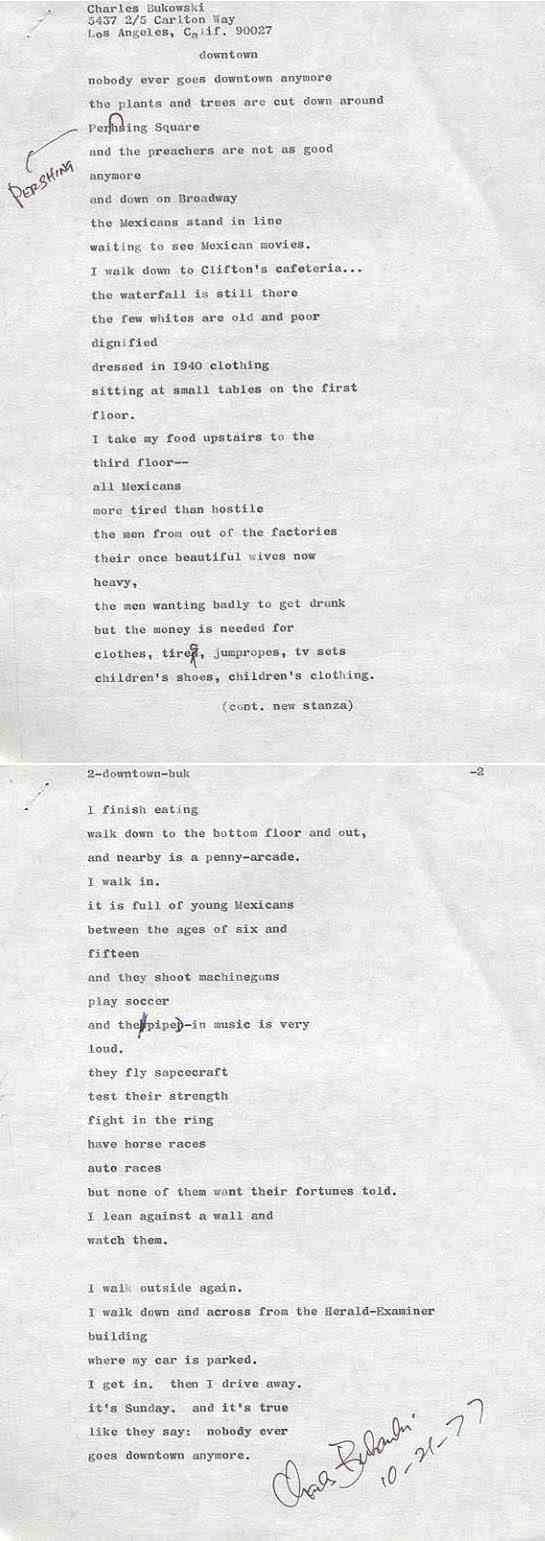 Charles Bukowski
5437 2/5 Carlton Way
Los Angeles, Calif. 90027
downtown
nobody ever goes downtown anymore
the plants and trees are cut down around
Perhsing Square
PERSHING
and the preachers are not as good
anymore
and down on Broadway
the Mexicans stand in line
waiting to see Mexican movies.
I walk down to Clifton's cafeteria...
the waterfall is still there
the few whites are old and poor
dignified
dressed in 1940 clothing
sitting at small tables on the first
floor.
I take my food upstairs to the
third floor--
all Mexicans
more tired than hostile
the men from out of the factories
their once beautiful wives now
heavy,
the men wanting badly to get drunk
but the money is needed for
clothes, tires, jumpropes, tv sets
children's shoes, children's clothing.
(cont. new stanza)
2-downtown-buk -2
I finish eating
walk down to the bottom floor and out,
and nearby is a penny-arcade.
I walk in.
it is full of young Mexicans
between the ages of six and
fifteen
and they shoot machineguns
play soccer
and the piped-in music is very
loud.
they fly sapcecraft
test their strength
fight in the ring
have horse races
auto races
but none of them want their fortunes told.
I lean against a wall and
watch them.
I walk outside again.
I walk down and across from the Herald-Examiner
building
where my car is parked.
I get in. then I drive away.
it's Sunday. and it's true
like they say: nobody ever
goes downtown anymore.
Charles Bukowski
10-21-77